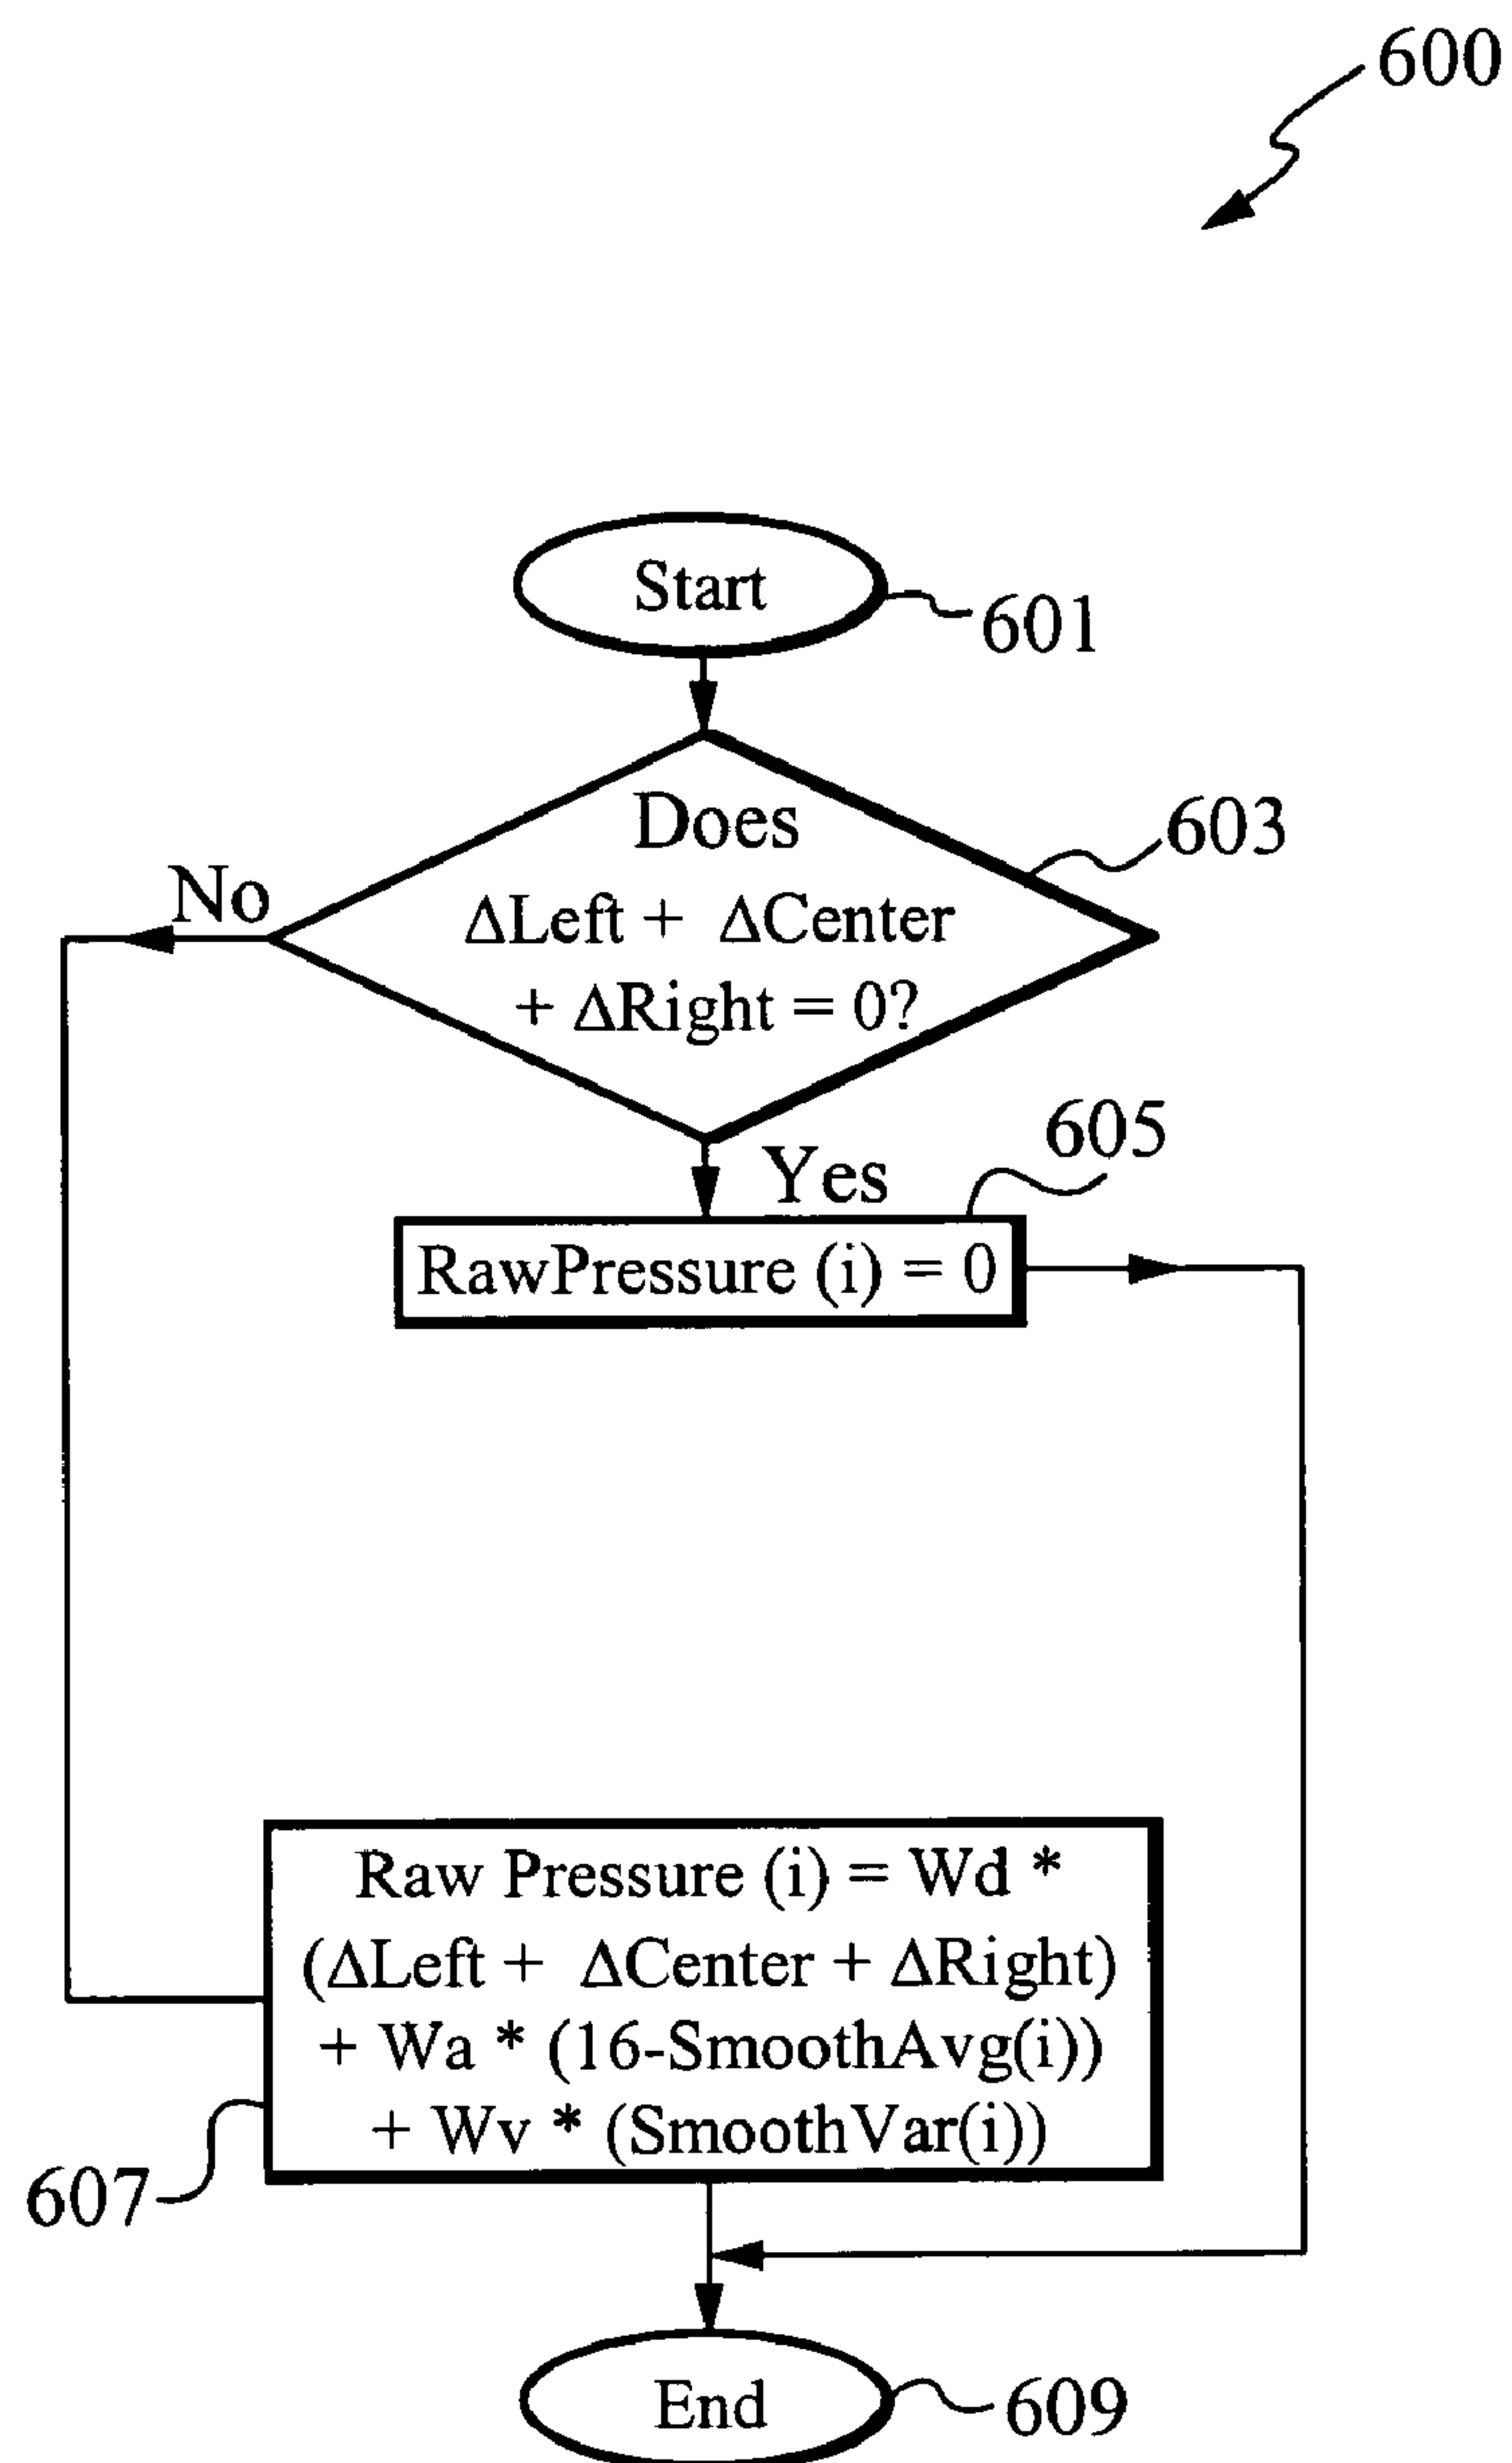 600
Start
601
Does
ΔLeft + ΔCenter
+ ΔRight = 0?
603
No
Yes
605
RawPressure (i) = 0
Raw Pressure (i) = Wd *
(ΔLeft + ΔCenter + ΔRight)
+ Wa * (16-SmoothAvg(i))
+ Wv * (SmoothVar(i))
607
End
609